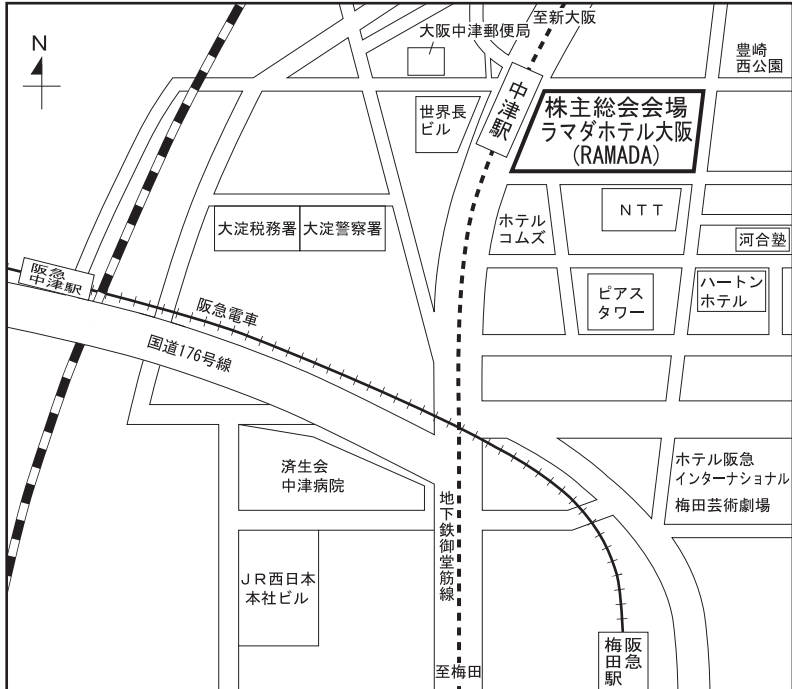 N
至新大阪
大阪中津郵便局
豊崎
西公園
中津駅
世界長
ビル
株主総会会場
ラマダホテル大阪
(RAMADA)
大淀税務署
大淀警察署
ホテル
コムズ
NTT
河合塾
阪急
中津駅
阪急電車
国道176号線
ピアス
タワー
ハートン
ホテル
済生会
中津病院
地下鉄御堂筋線
ホテル阪急
インターナショナル
梅田芸術劇場
JR西日本
本社ビル
至梅田
阪急
梅田駅